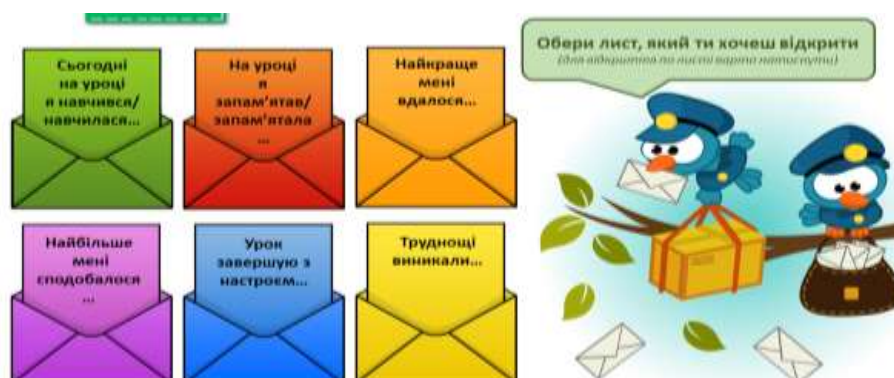 Сьогодні
на уроці
я навчився/
навчилася...
На уроці
я
запам'ятав/
запам'ятала
...
Найкраще
мені
вдалося...
Обери лист, який ти хочеш відкрити
(для відкриття по листі варто натиснути)
Найбільше
мені
сподобалося
...
Урок
завершую з
настроєм...
Труднощі
виникали...